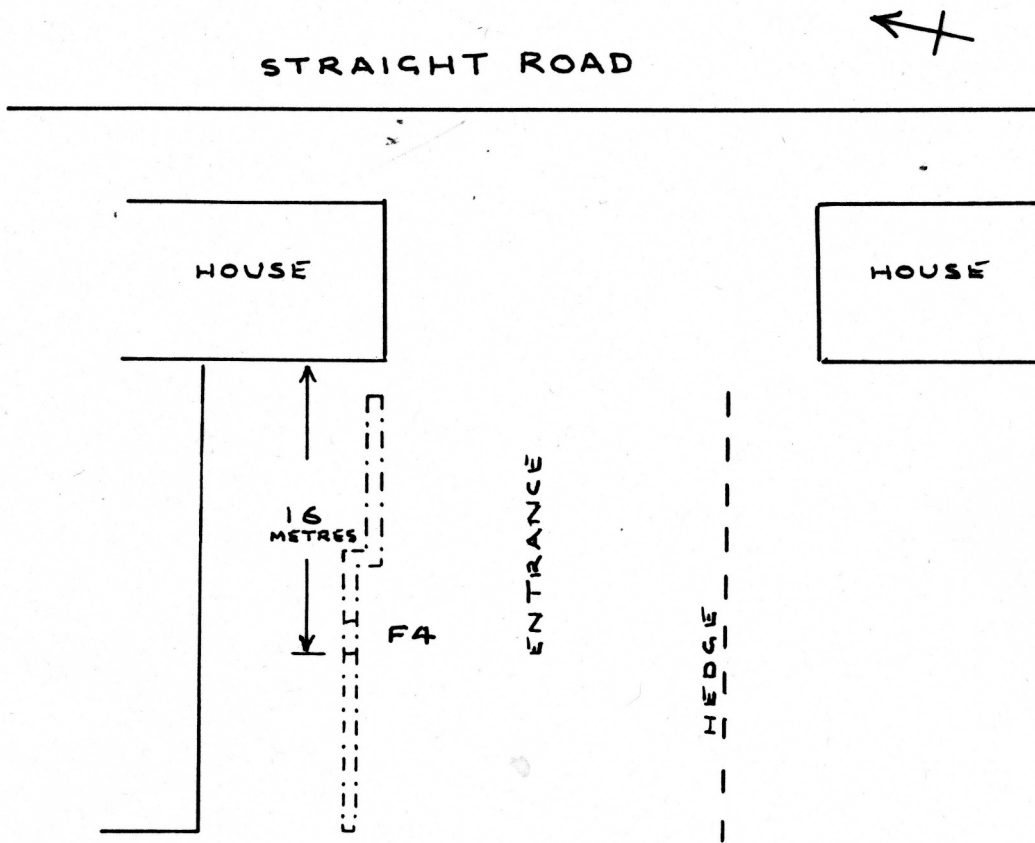 STRAIGHT ROAD
HOUSE
HOUSE
16
METRES
ENTRANCE
F4
HEDGE